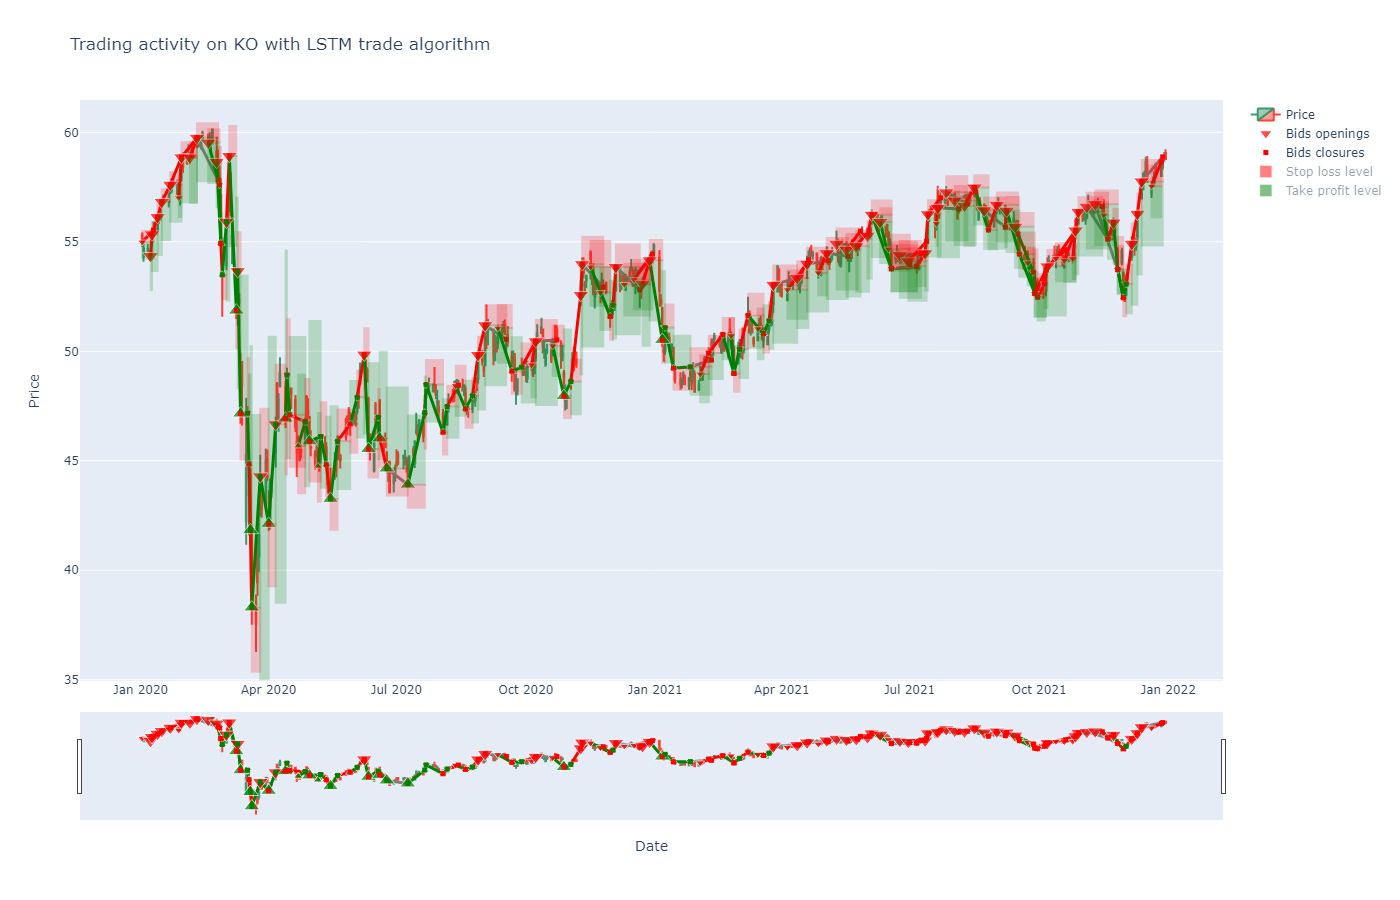 Trading activity on KO with LSTM trade algorithm
Price
Bids openings
Bids closures
Stop loss level
Take profit level
60
55
50
45
40
35
Price
Jan 2020
Apr 2020
Jul 2020
Oct 2020
Jan 2021
Apr 2021
Jul 2021
Oct 2021
Jan 2022
Date